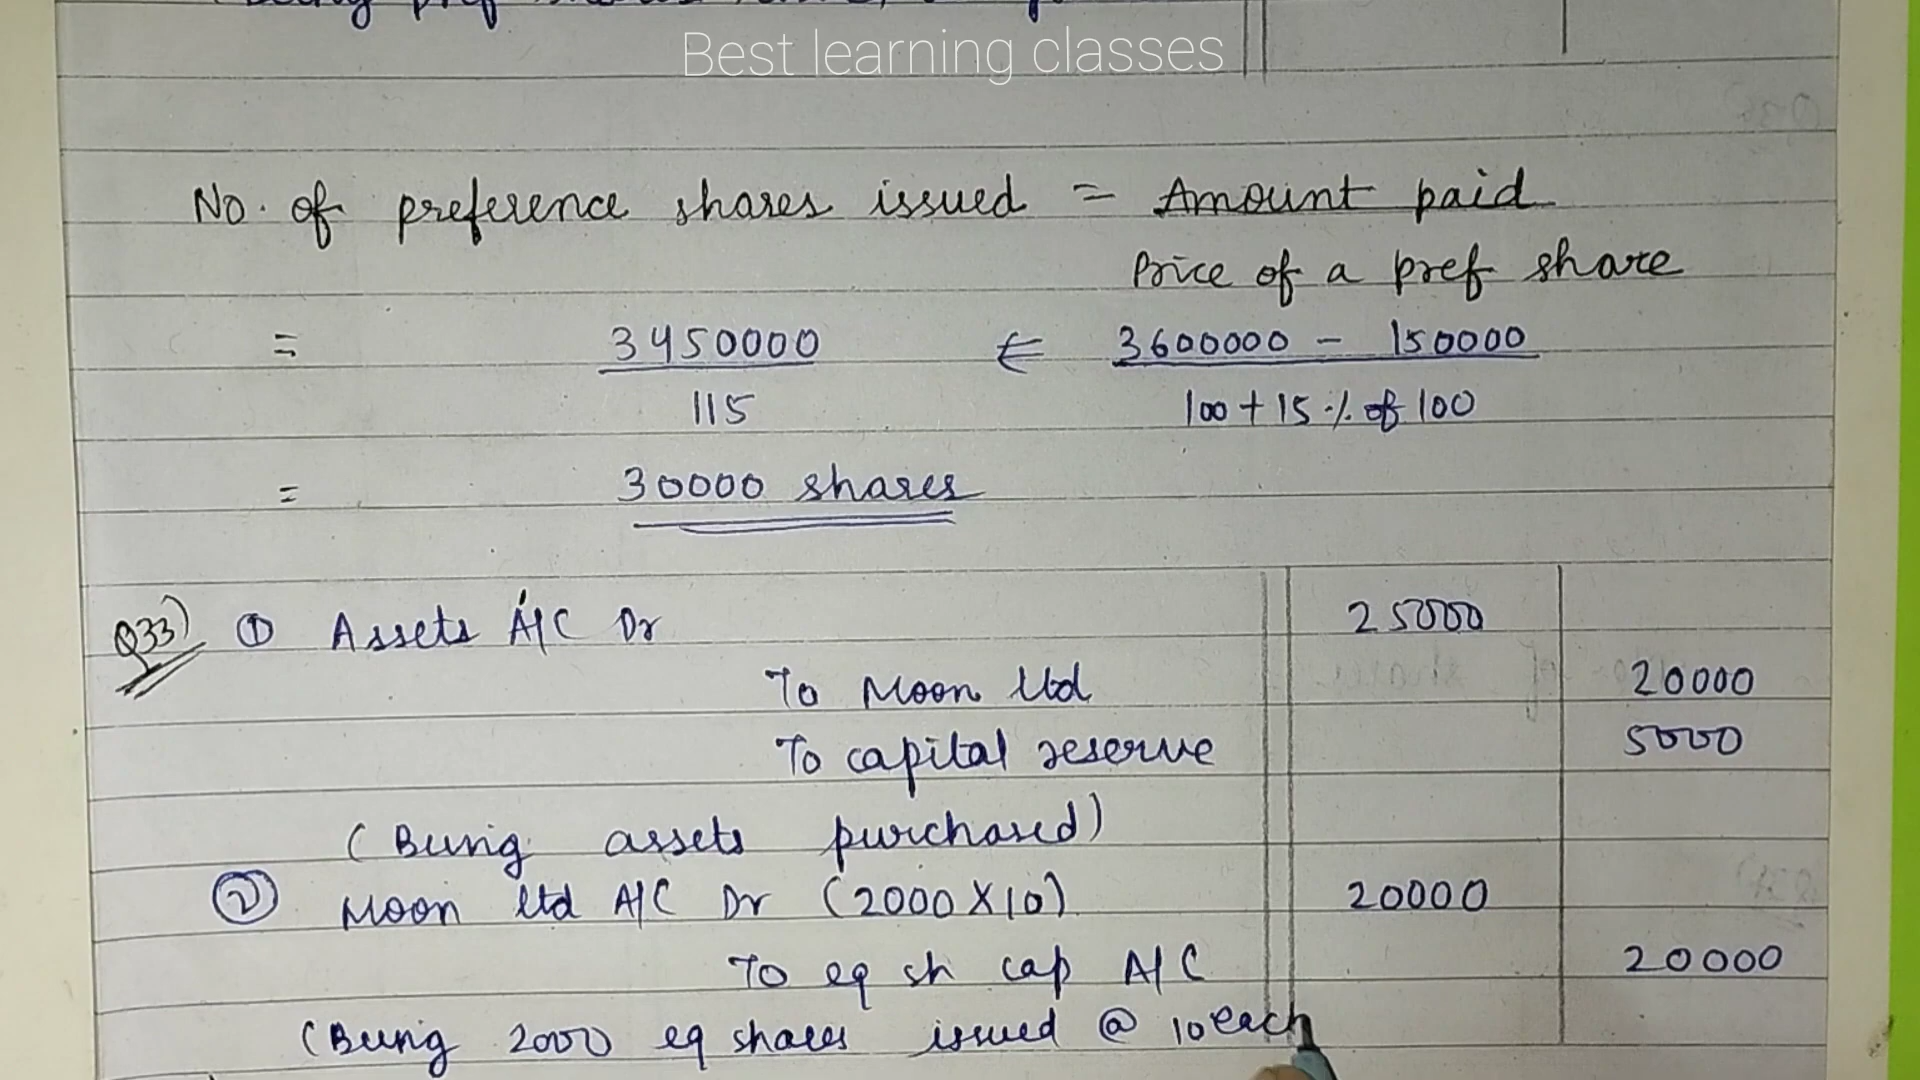 Best learning classes
No. of preference shares issued = Amount paid
Price of a pref share
= 3450000 ⋲ 3600000 - 150000
115 100 + 15 % of 100
= 30000 shares
Q33) ① Assets A/C Dr 25000
To Moon ltd 20000
To capital reserve 5000
(Being assets purchased)
② Moon ltd A/C Dr (2000 X 10) 20000
To eq sh cap A/C 20000
(Being 2000 eq shares issued @ 10 each